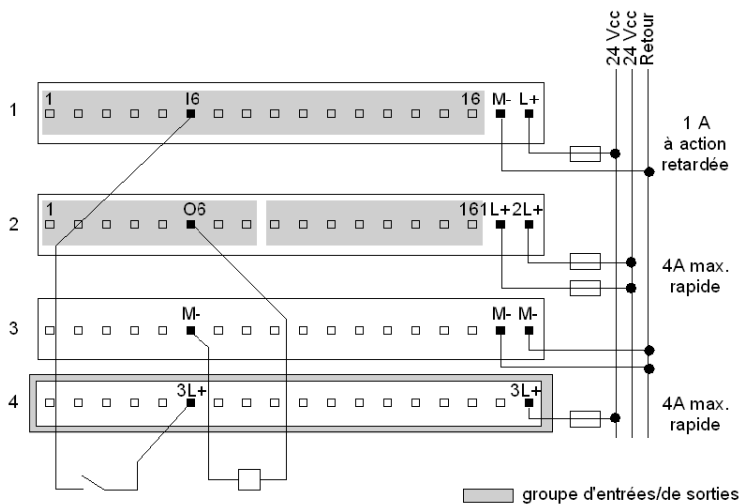 24 Vcc
24 Vcc
Retour
1
1
I6
16
M-
L+
1 A
à action
retardée
2
1
O6
16
1L+
2L+
4A max.
rapide
3
M-
M-
M-
4
3L+
3L+
4A max.
rapide
groupe d'entrées/de sorties